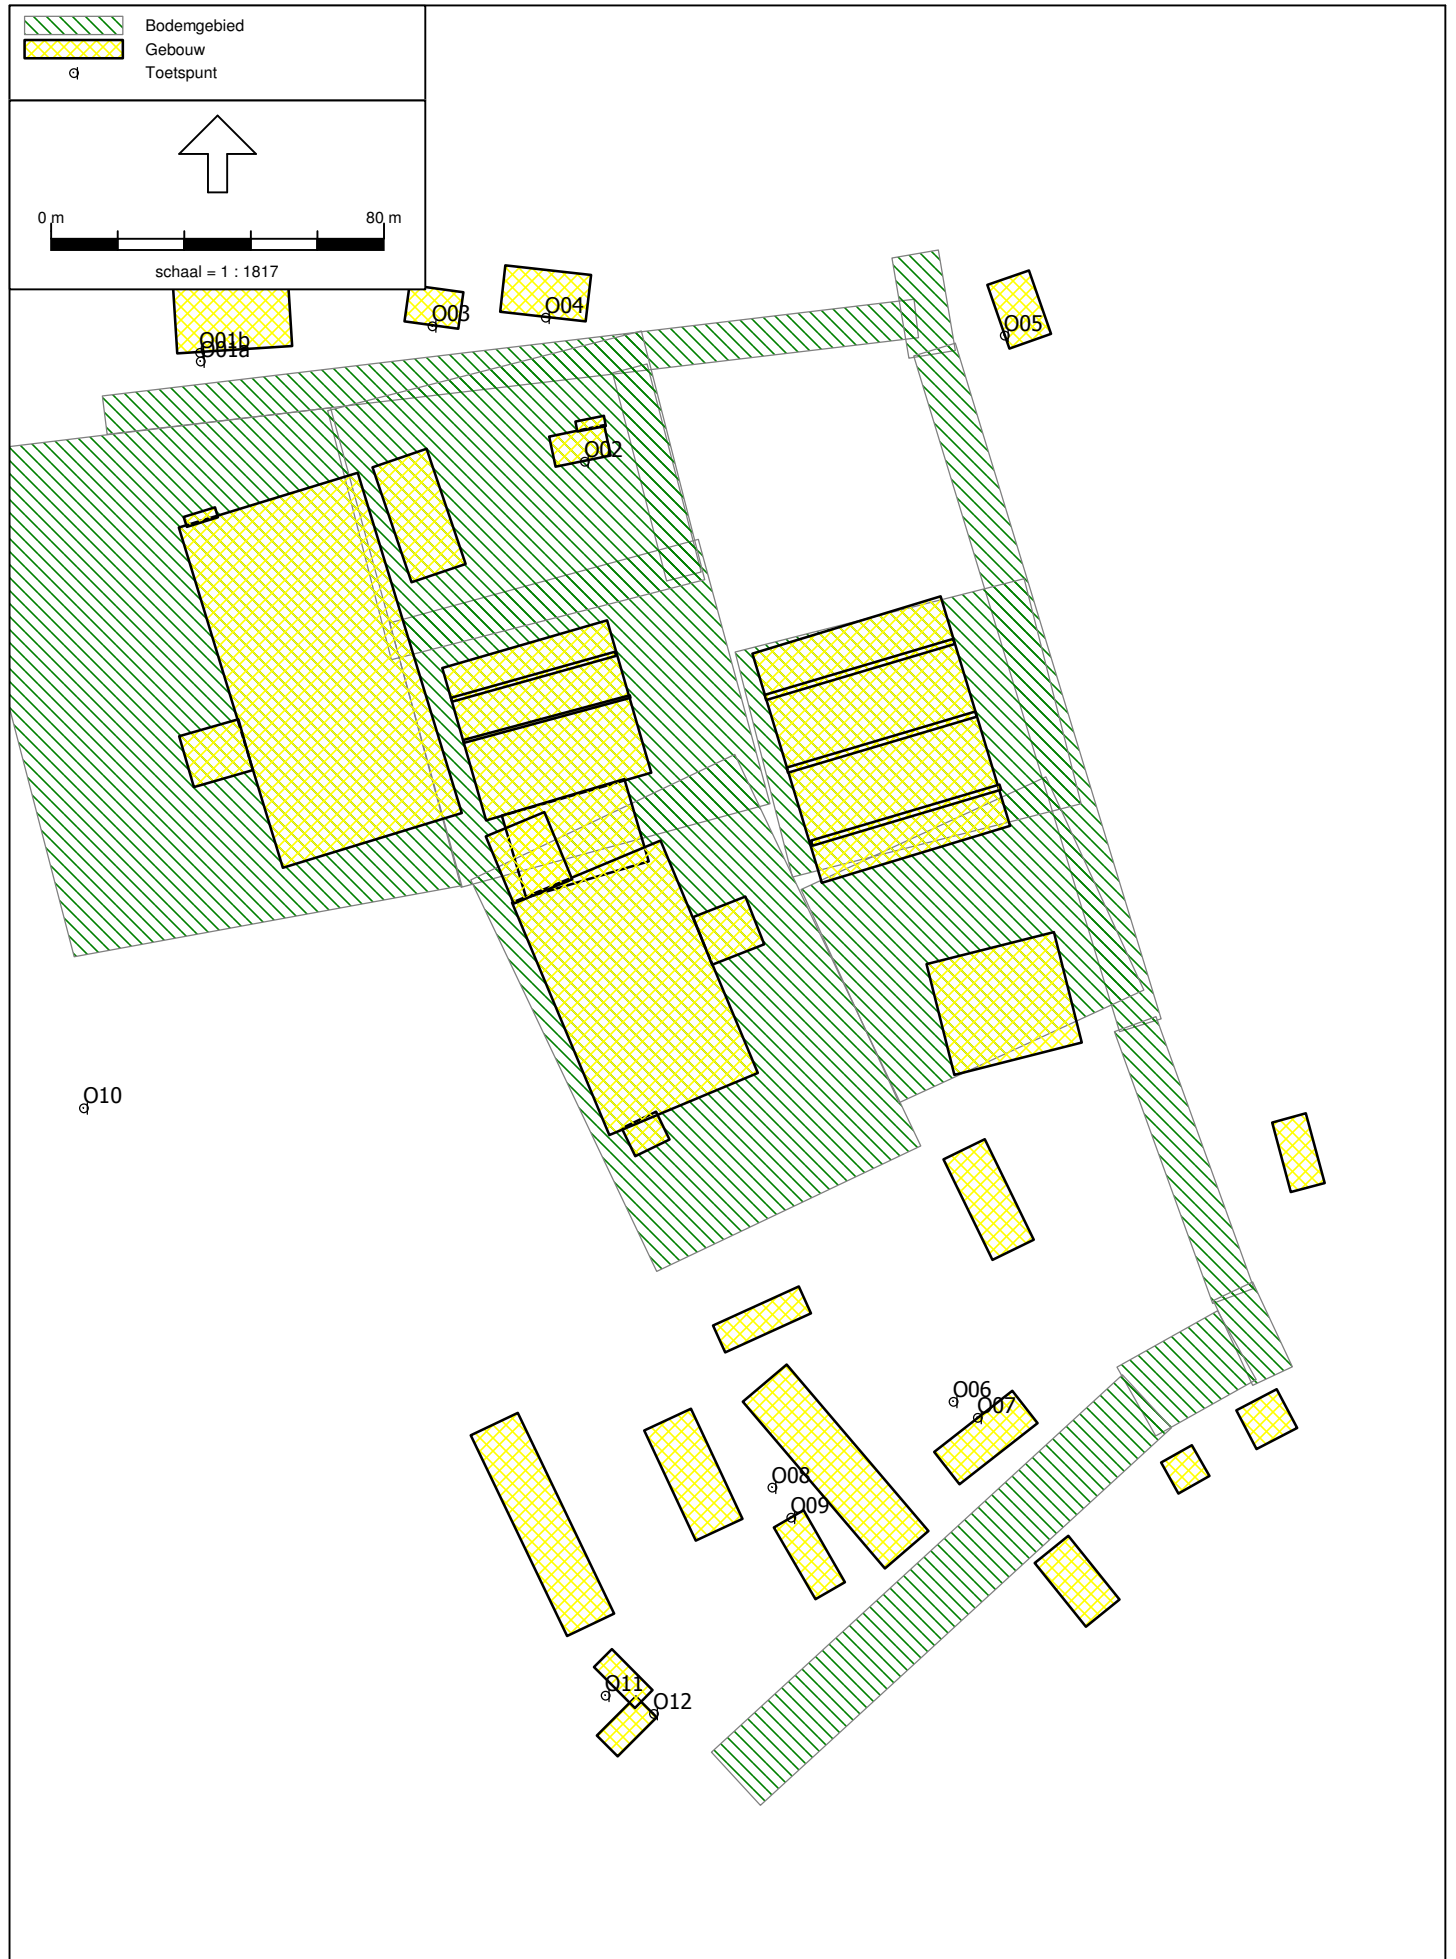 Bodemgebied
Gebouw
Toetspunt
0 m 80 m
schaal = 1 : 1817
O01b
O01a
O03
O04
O05
O02
O10
O06
O07
O08
O09
O11
O12